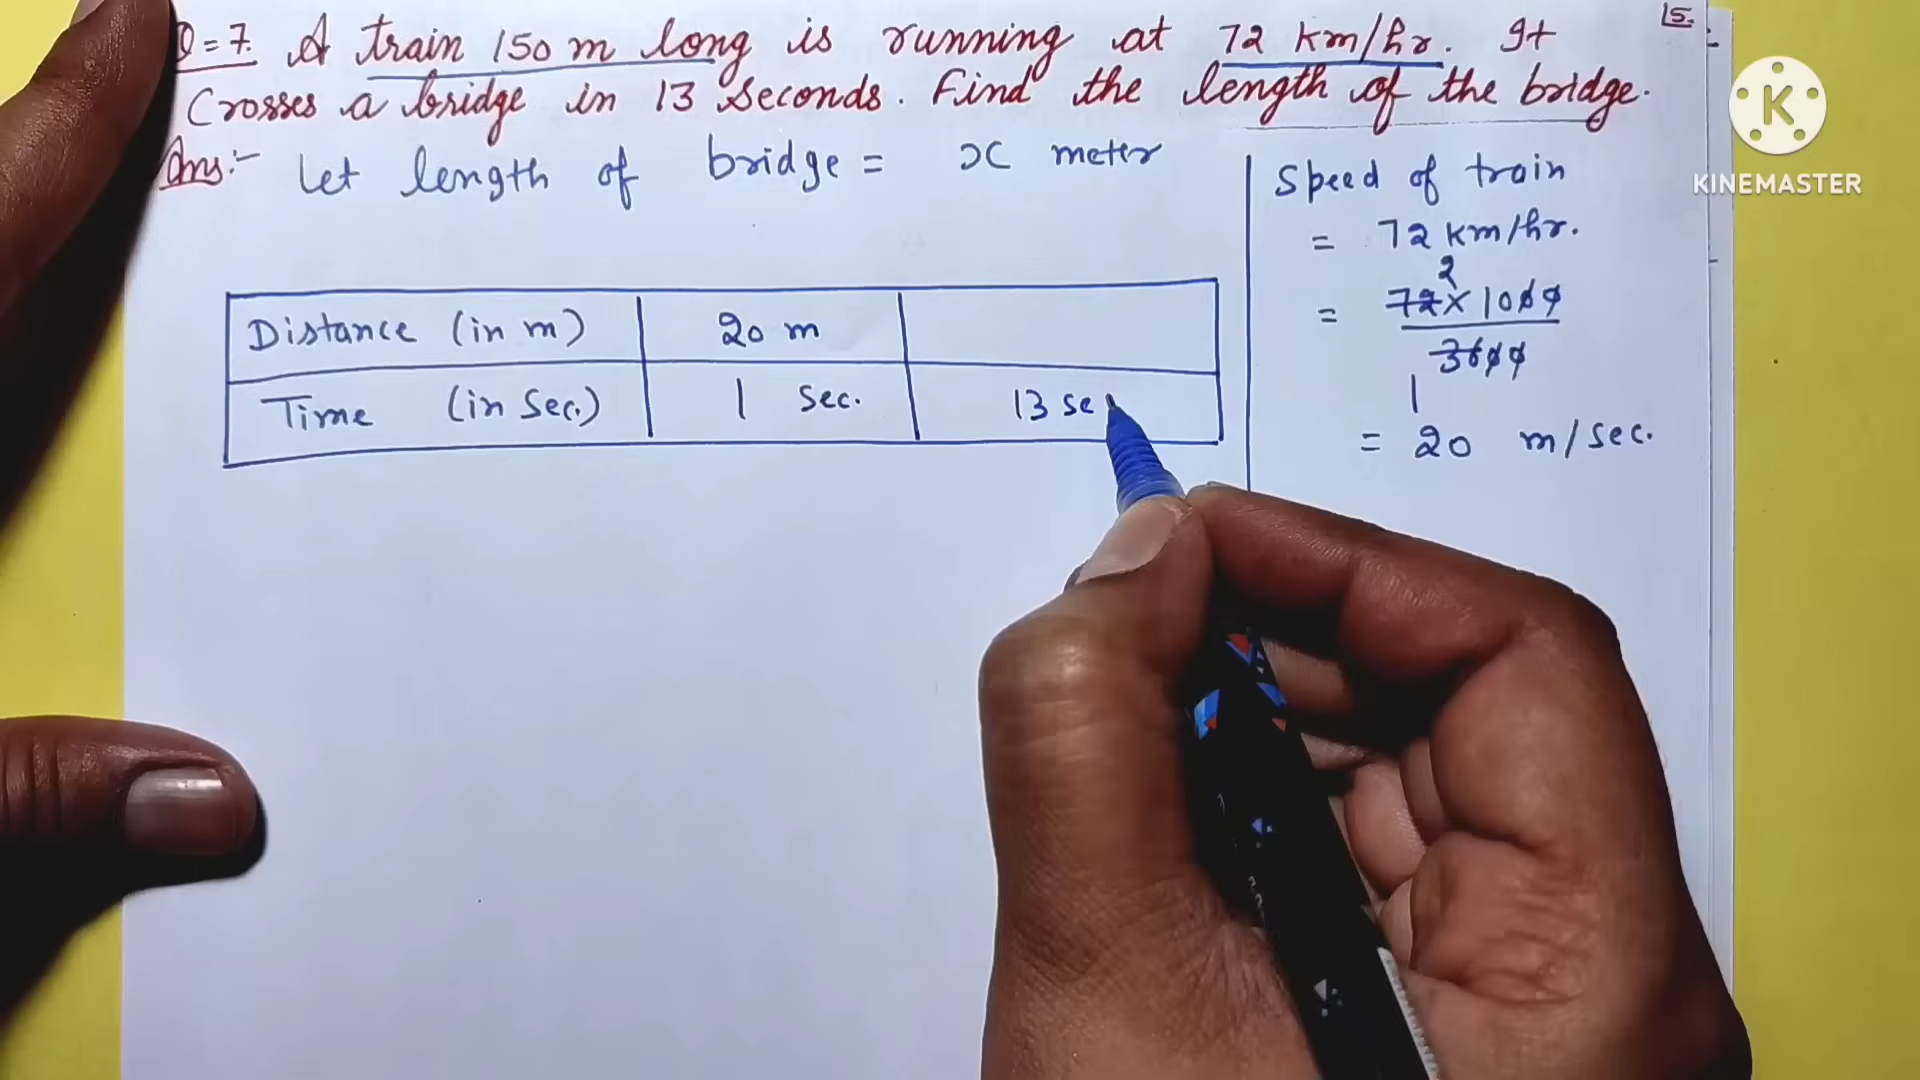 15.
Q=7. A train 150 m long is running at 72 km/hr. It
Crosses a bridge in 13 seconds. Find the length of the bridge.
Ans:- Let length of bridge = x meter
Distance (in m) 20 m
Time (in Sec.) 1 Sec. 13 se
Speed of train
= 72 km/hr.
2
= 72 x 1000
3600
1
= 20 m/sec.
K
KINEMASTER